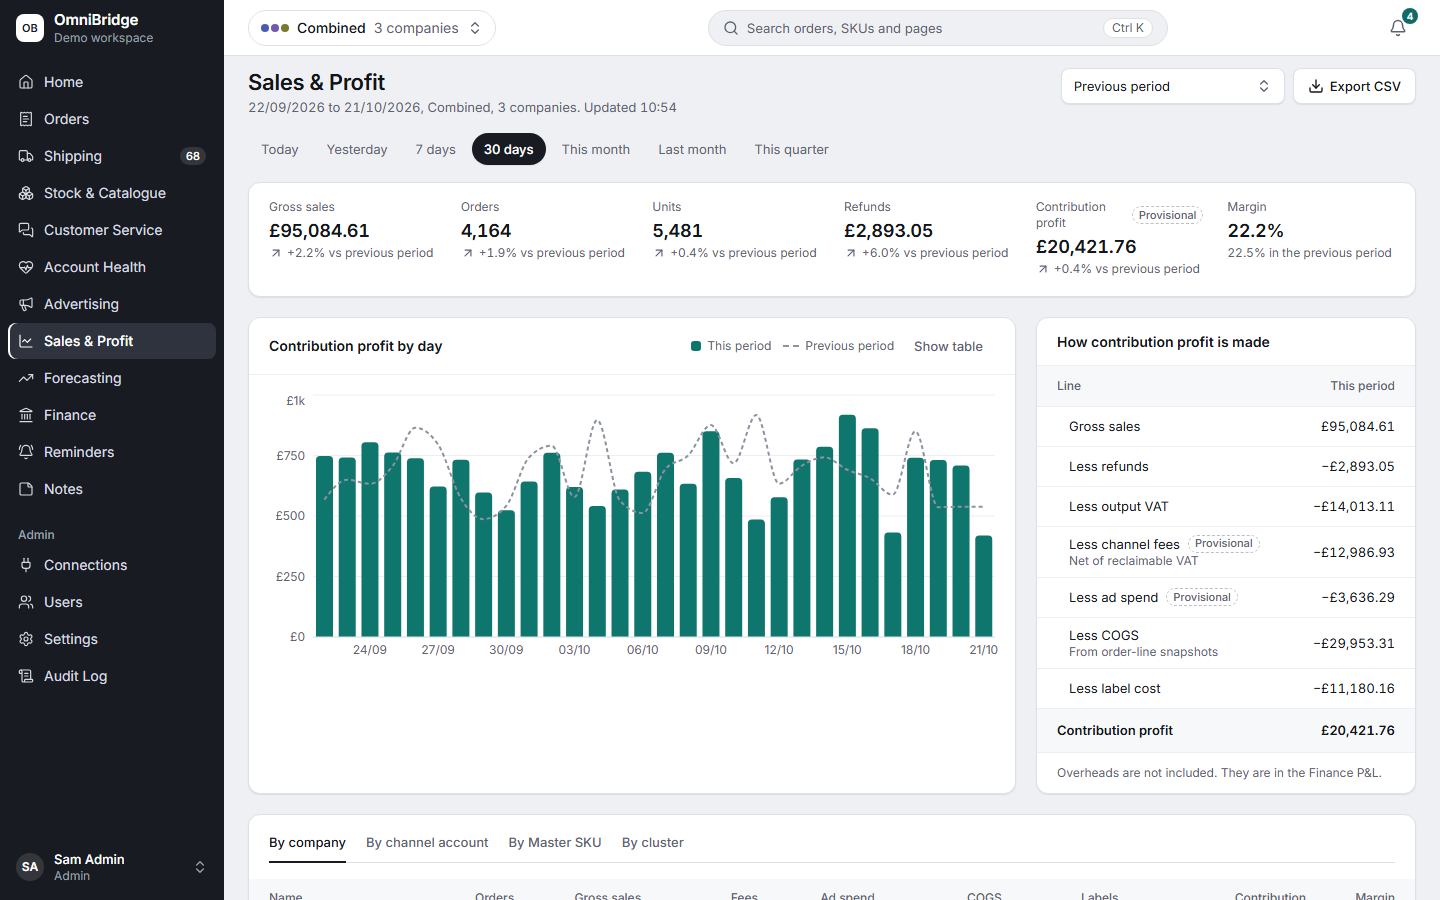 OB
OmniBridge
Demo workspace
Home
Orders
Shipping 68
Stock & Catalogue
Customer Service
Account Health
Advertising
Sales & Profit
Forecasting
Finance
Reminders
Notes
Admin
Connections
Users
Settings
Audit Log
SA
Sam Admin
Admin
Combined 3 companies
Search orders, SKUs and pages Ctrl K
4
Sales & Profit
22/09/2026 to 21/10/2026, Combined, 3 companies. Updated 10:54
Previous period
Export CSV
Today Yesterday 7 days 30 days This month Last month This quarter
Gross sales
£95,084.61
+2.2% vs previous period
Orders
4,164
+1.9% vs previous period
Units
5,481
+0.4% vs previous period
Refunds
£2,893.05
+6.0% vs previous period
Contribution profit Provisional
£20,421.76
+0.4% vs previous period
Margin
22.2%
22.5% in the previous period
Contribution profit by day
This period Previous period Show table
£1k
£750
£500
£250
£0
24/09 27/09 30/09 03/10 06/10 09/10 12/10 15/10 18/10 21/10
How contribution profit is made
Line This period
Gross sales £95,084.61
Less refunds −£2,893.05
Less output VAT −£14,013.11
Less channel fees Provisional −£12,986.93
Net of reclaimable VAT
Less ad spend Provisional −£3,636.29
Less COGS −£29,953.31
From order-line snapshots
Less label cost −£11,180.16
Contribution profit £20,421.76
Overheads are not included. They are in the Finance P&L.
By company By channel account By Master SKU By cluster
Name Orders Gross sales Fees Ad spend COGS Labels Contribution Margin